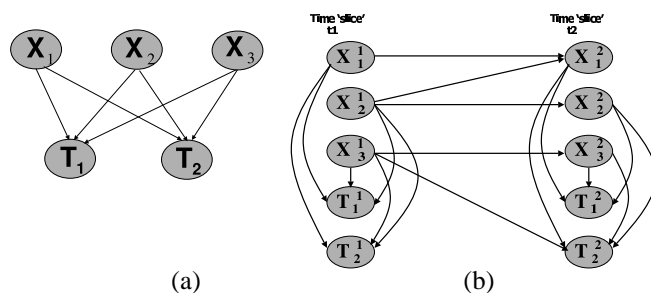 X₁ X₂ X₃
T₁ T₂
(a)
Time ‘slice’ Time ‘slice’
t1 t2
X¹₁ X²₁
X¹₂ X²₂
X¹₃ X²₃
T¹₁ T²₁
T¹₂ T²₂
(b)